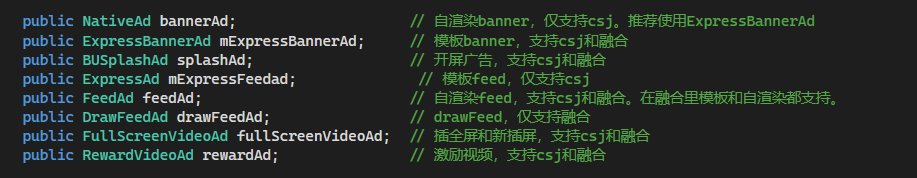 public NativeAd bannerAd;                      // 自渲染banner，仅支持csj。推荐使用ExpressBannerAd
public ExpressBannerAd mExpressBannerAd;      // 模板banner，支持csj和融合
public BUSplashAd splashAd;                   // 开屏广告，支持csj和融合
public ExpressAd mExpressFeedad;               // 模板feed，仅支持csj
public FeedAd feedAd;                         // 自渲染feed，支持csj和融合。在融合里模板和自渲染都支持。
public DrawFeedAd drawFeedAd;                 // drawFeed，仅支持融合
public FullScreenVideoAd fullScreenVideoAd;   // 插全屏和新插屏，支持csj和融合
public RewardVideoAd rewardAd;                // 激励视频，支持csj和融合